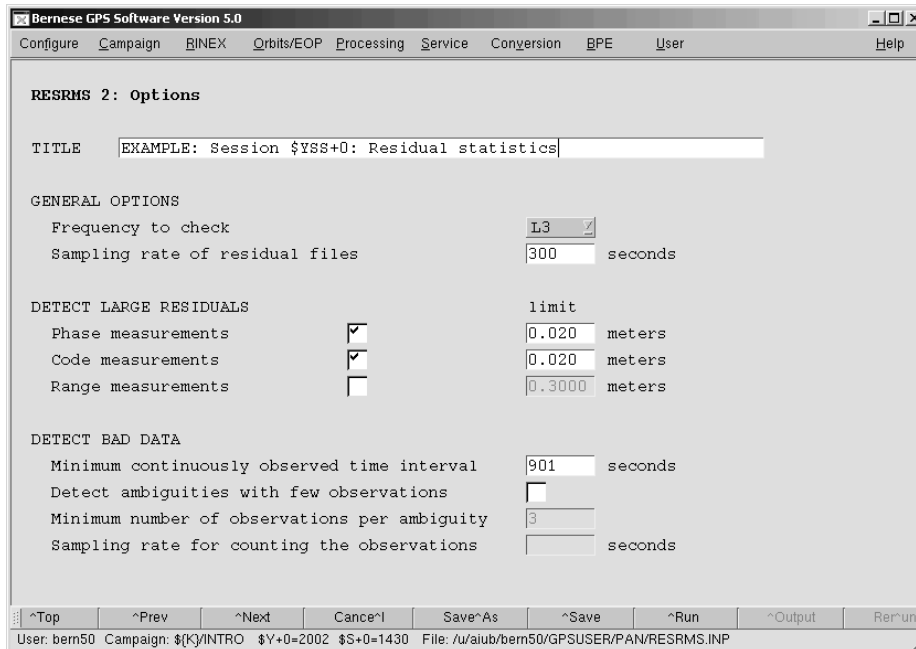 Bernese GPS Software Version 5.0
Configure Campaign RINEX Orbits/EOP Processing Service Conversion BPE User Help
RESRMS 2: Options
TITLE EXAMPLE: Session $YSS+0: Residual statistics
GENERAL OPTIONS
Frequency to check L3
Sampling rate of residual files 300 seconds
DETECT LARGE RESIDUALS limit
Phase measurements 0.020 meters
Code measurements 0.020 meters
Range measurements 0.3000 meters
DETECT BAD DATA
Minimum continuously observed time interval 901 seconds
Detect ambiguities with few observations
Minimum number of observations per ambiguity 3
Sampling rate for counting the observations seconds
^Top ^Prev ^Next Cance^l Save^As ^Save ^Run ^Output Rer^un
User: bern50 Campaign: ${K}/INTRO $Y+0=2002 $S+0=1430 File: /u/aiub/bern50/GPSUSER/PAN/RESRMS.INP